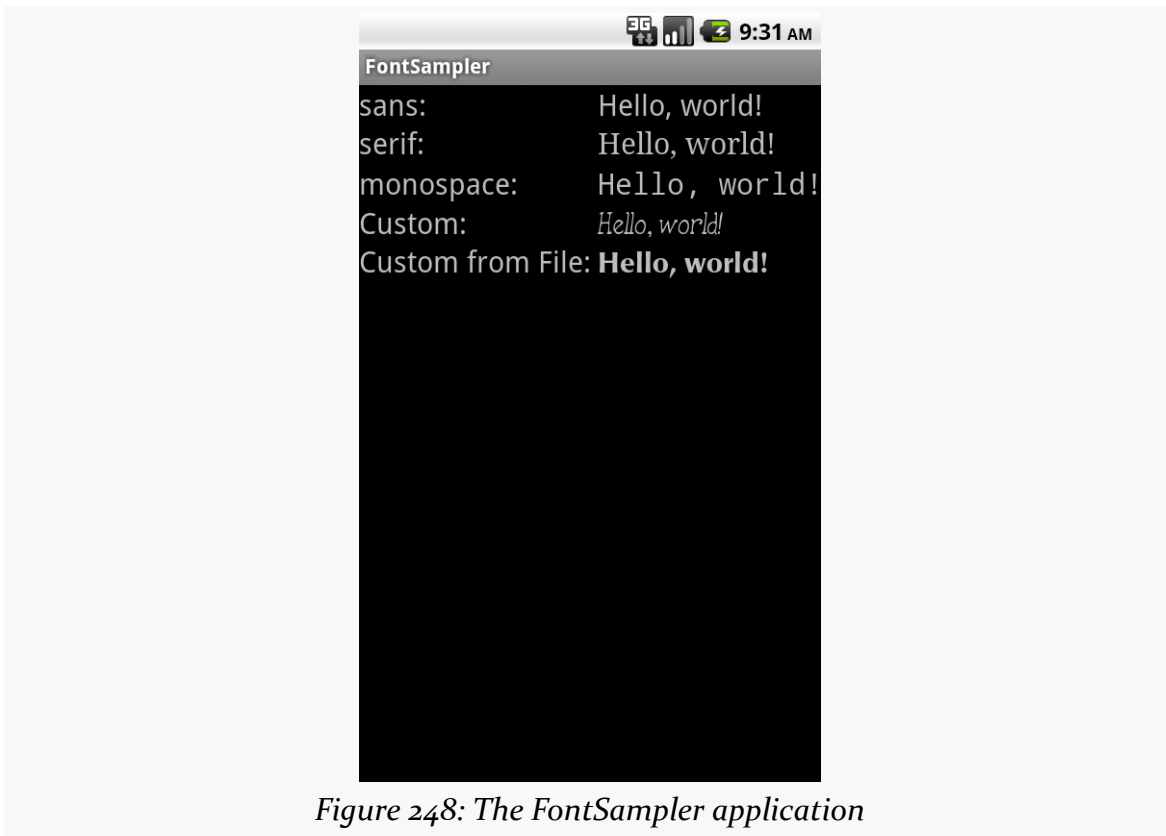 3G 9:31 AM
FontSampler
sans: Hello, world!
serif: Hello, world!
monospace: Hello, world!
Custom: Hello, world!
Custom from File: Hello, world!
Figure 248: The FontSampler application